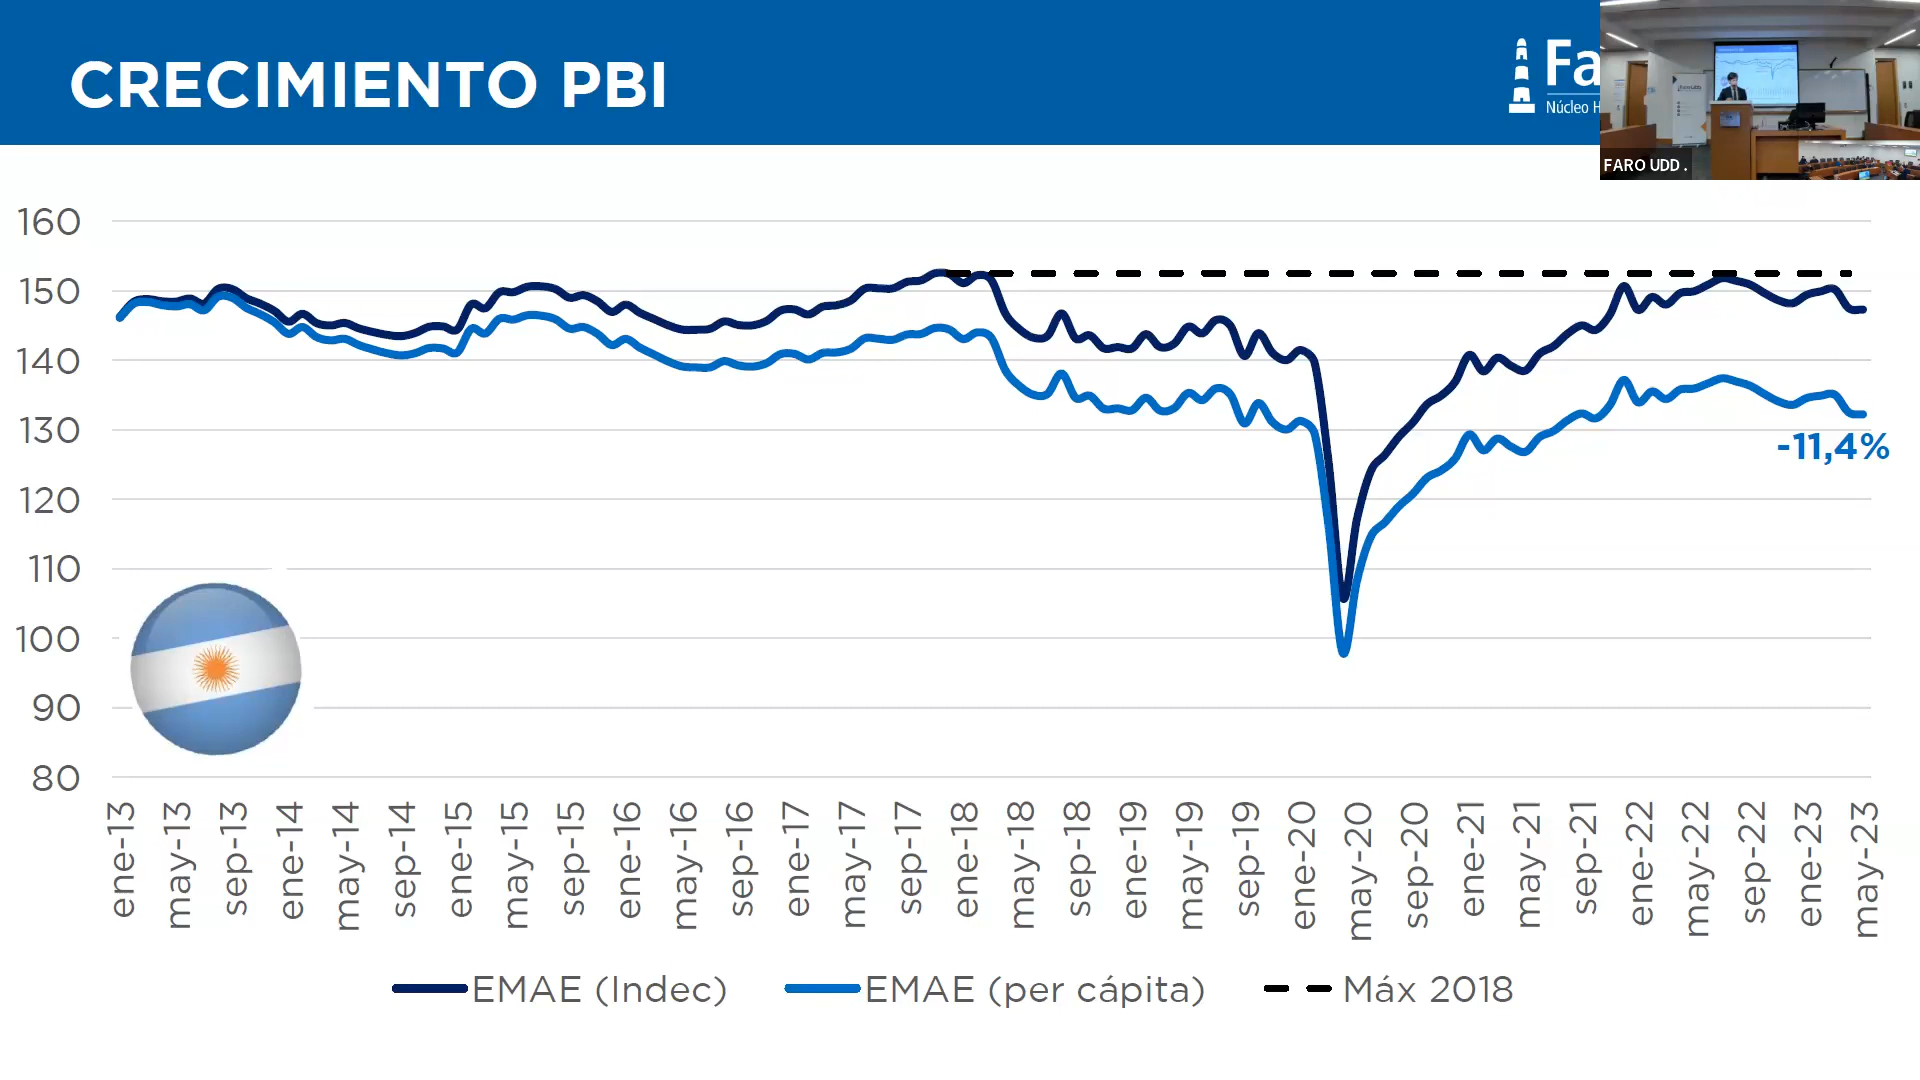 CRECIMIENTO PBI
Fa
Núcleo H
FARO UDD .
160
150
140
130
120
110
100
90
80
-11,4%
ene-13
may-13
sep-13
ene-14
may-14
sep-14
ene-15
may-15
sep-15
ene-16
may-16
sep-16
ene-17
may-17
sep-17
ene-18
may-18
sep-18
ene-19
may-19
sep-19
ene-20
may-20
sep-20
ene-21
may-21
sep-21
ene-22
may-22
sep-22
ene-23
may-23
EMAE (Indec)
EMAE (per cápita)
Máx 2018